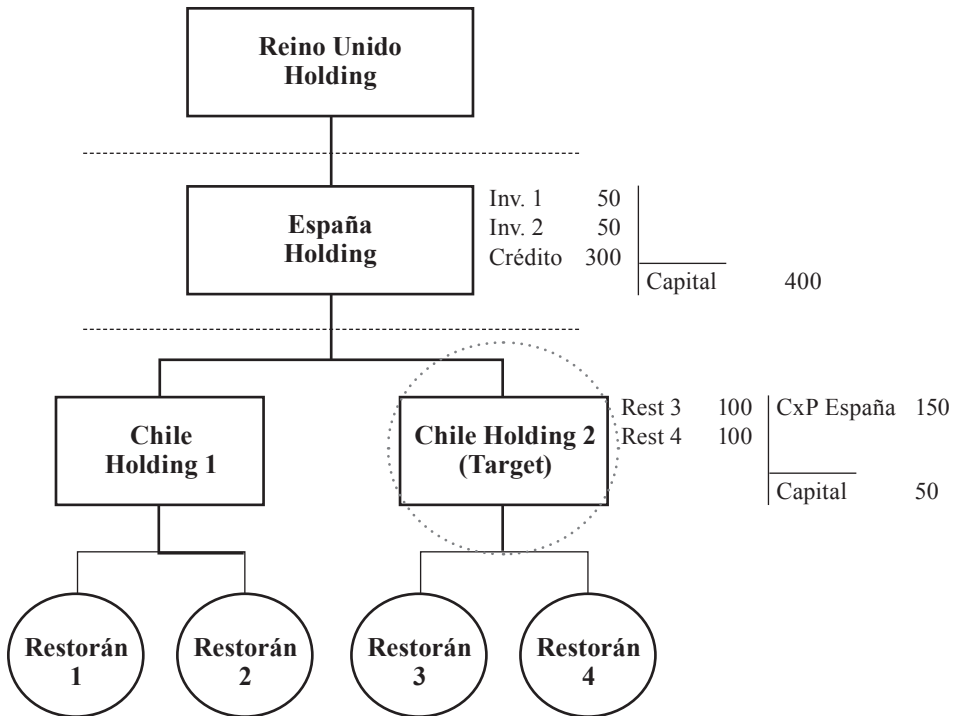 Reino Unido
Holding
España
Holding
Inv. 1 50
Inv. 2 50
Crédito 300
Capital 400
Chile
Holding 1
Chile Holding 2
(Target)
Rest 3 100 CxP España 150
Rest 4 100
Capital 50
Restorán
1
Restorán
2
Restorán
3
Restorán
4